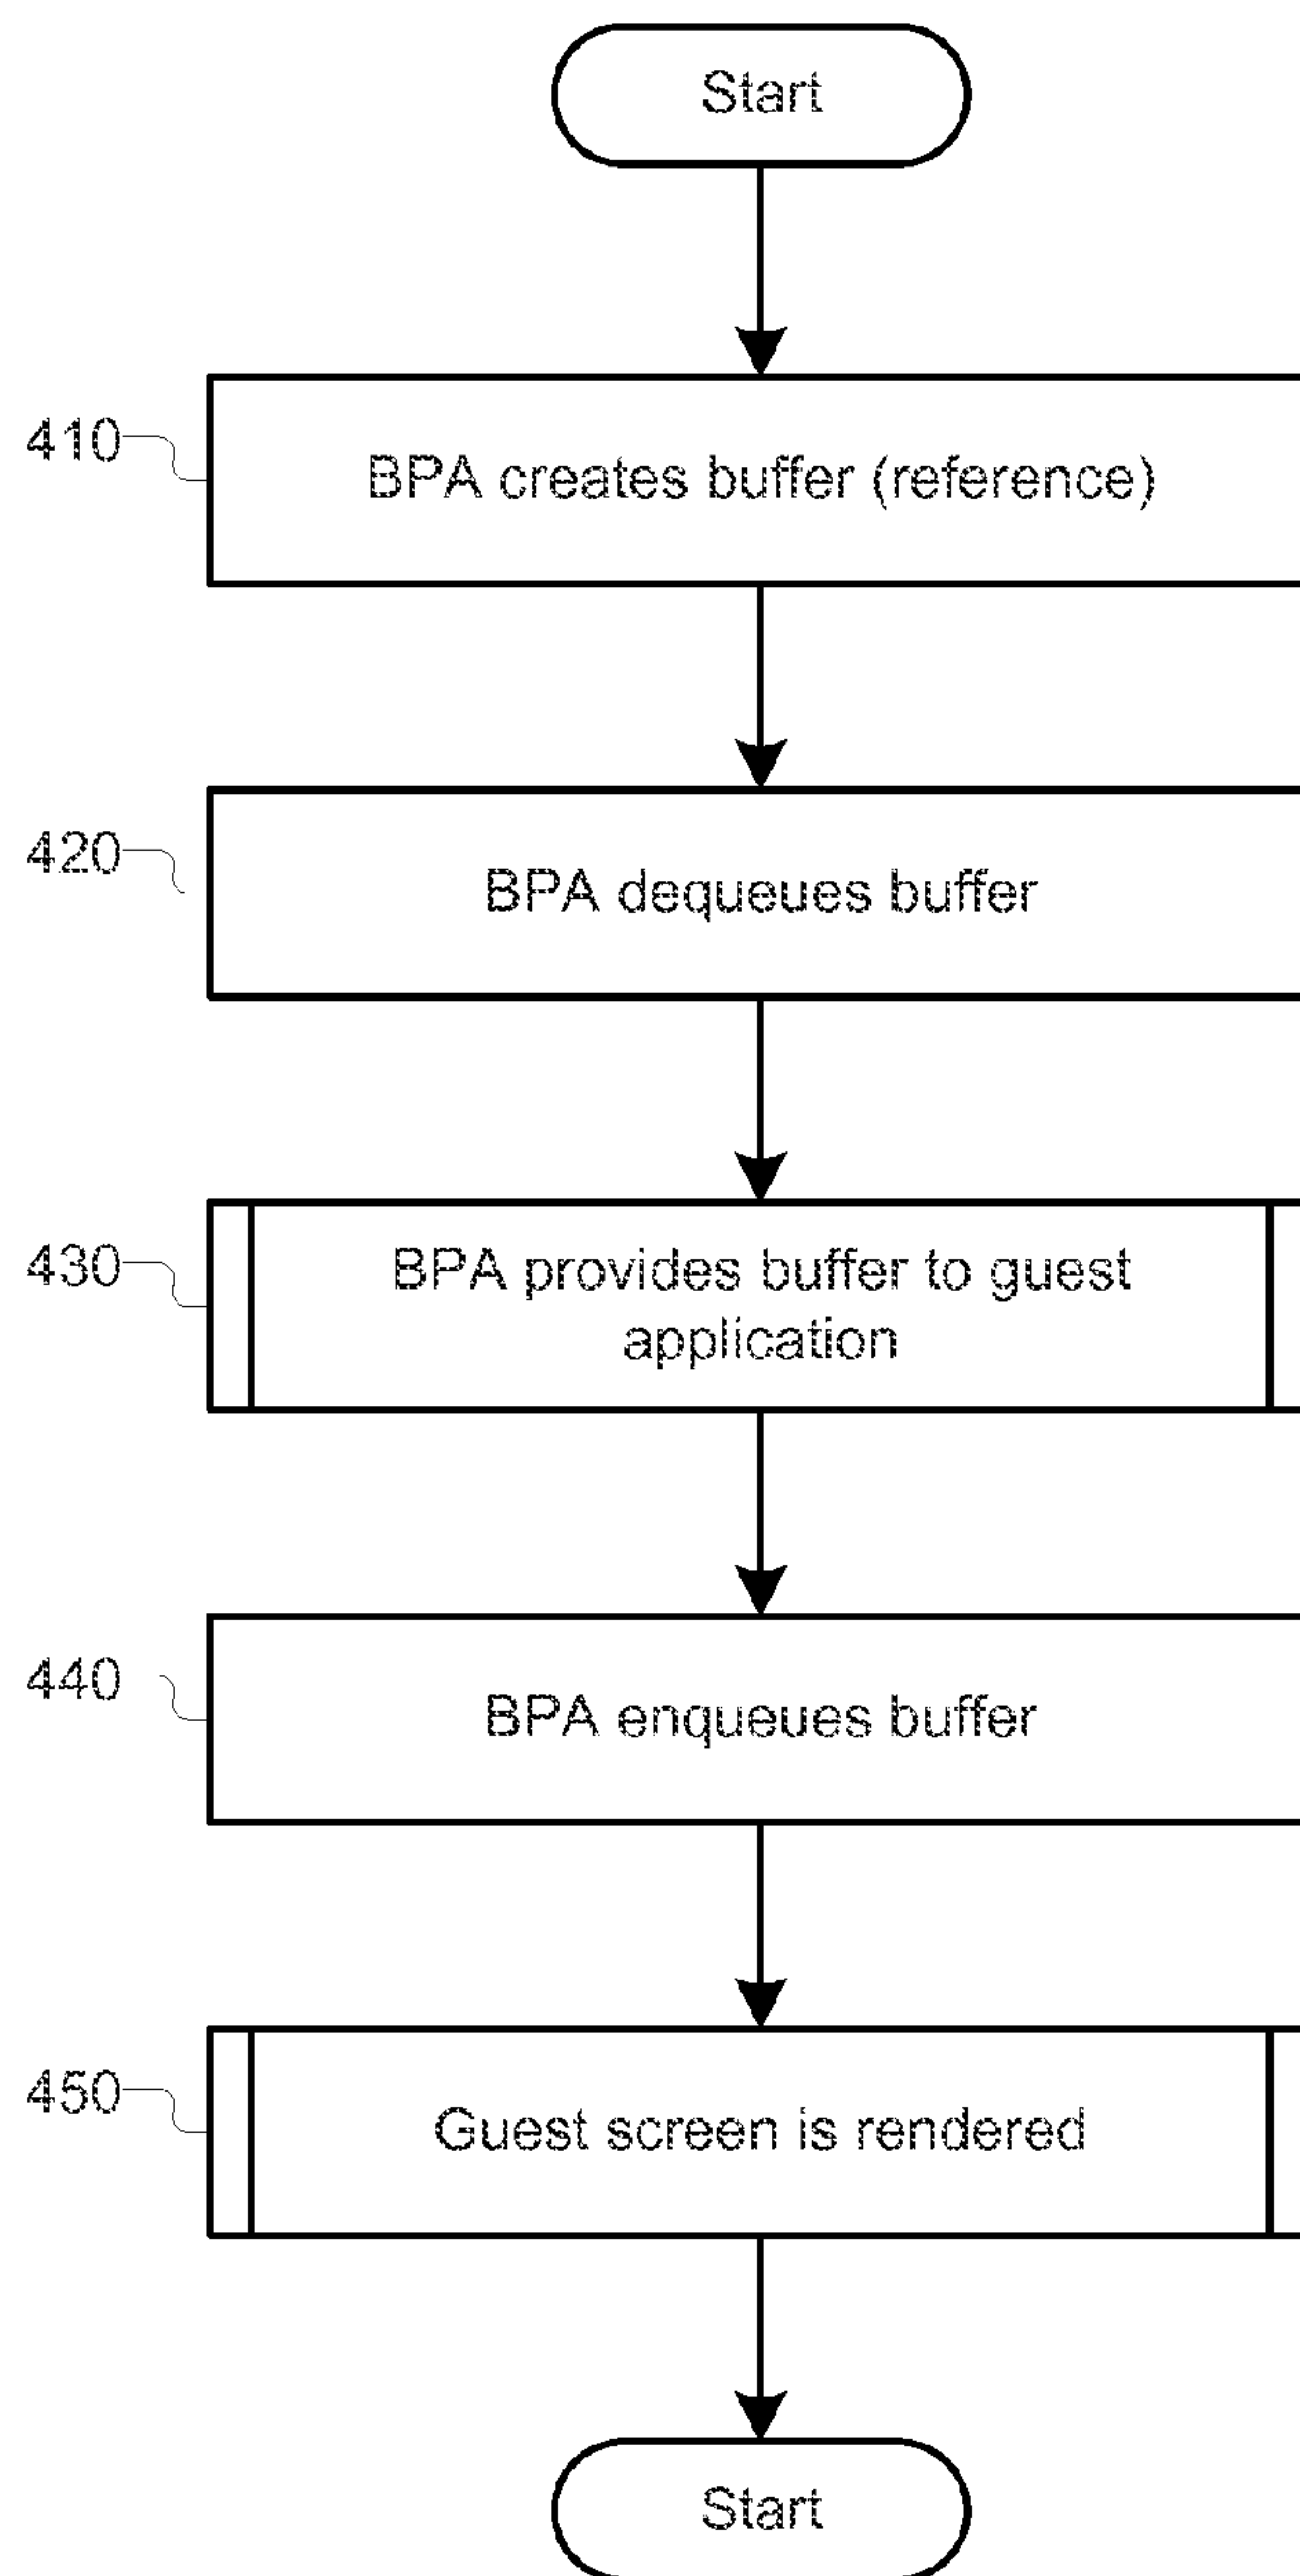 Start
410
BPA creates buffer (reference)
420
BPA dequeues buffer
430
BPA provides buffer to guest
application
440
BPA enqueues buffer
450
Guest screen is rendered
Start